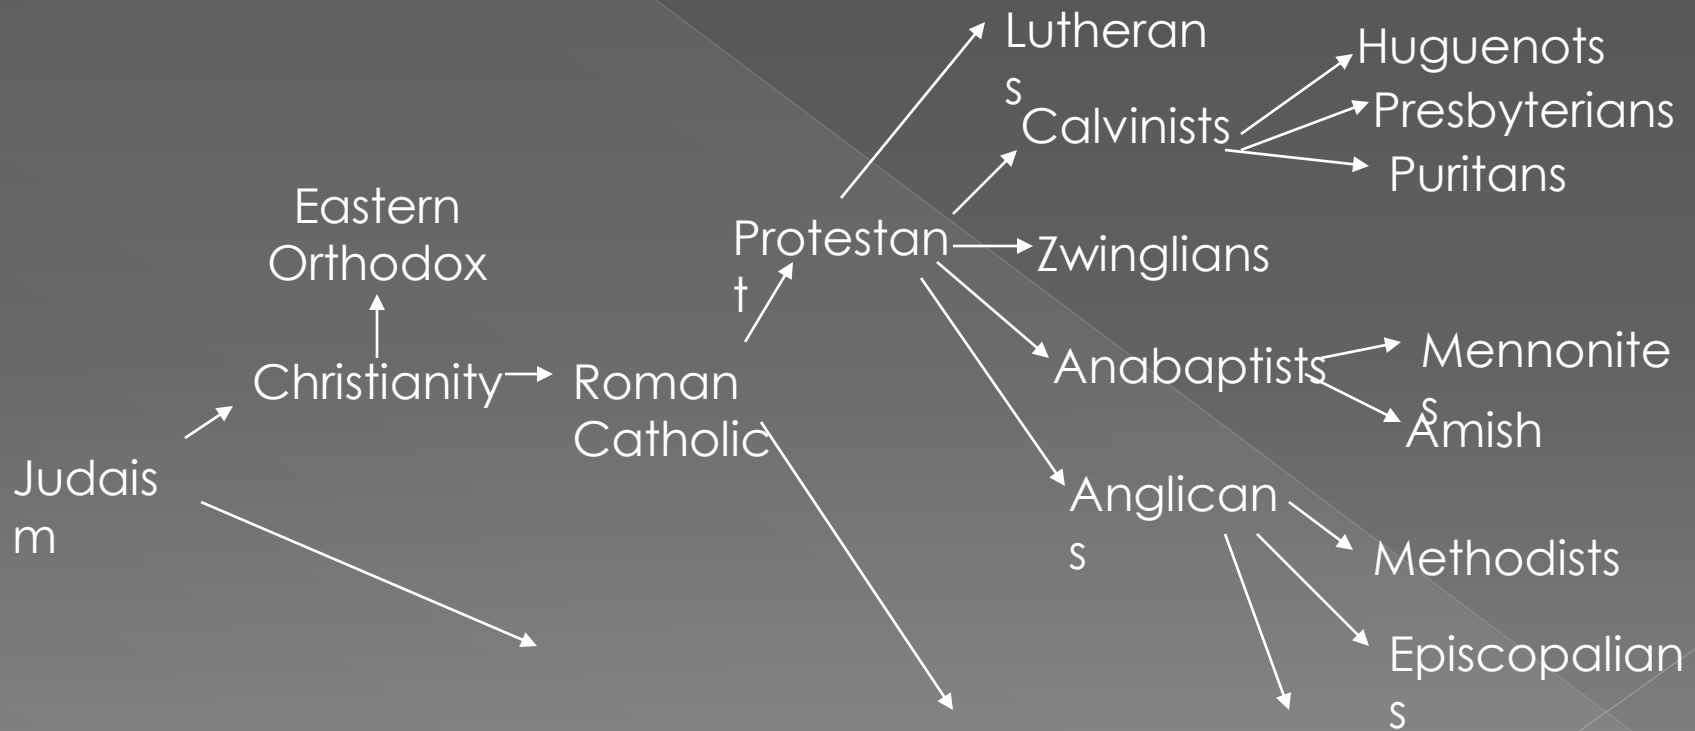 Lutheran
s
Calvinists
Huguenots
Presbyterians
Puritans
Eastern
Orthodox
Protestan
t
Zwinglians
Christianity
Roman
Catholic
Anabaptists
Mennonite
s
Amish
Judais
m
Anglican
s
Methodists
Episcopalian
s